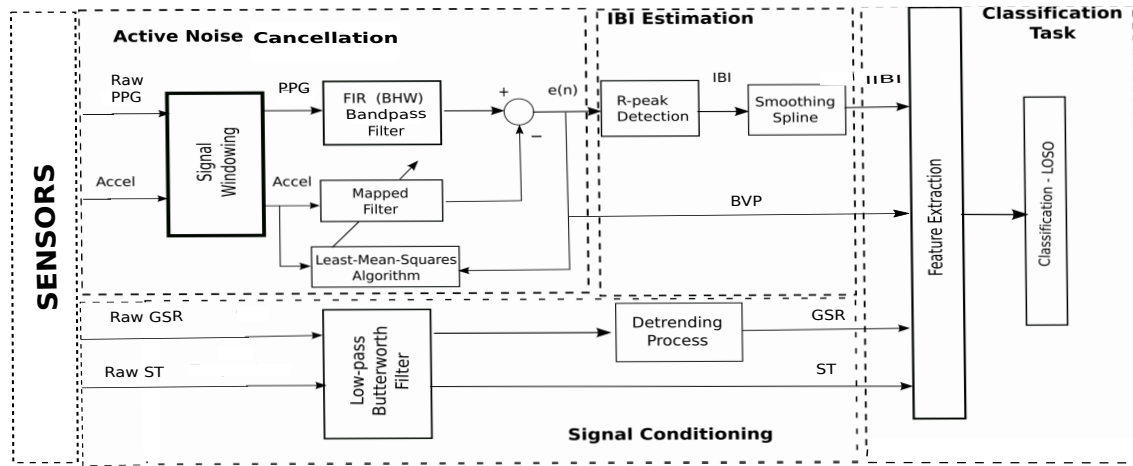 SENSORS
Active Noise Cancellation
Raw
PPG
Accel
Signal
Windowing
PPG
Accel
FIR (BHW)
Bandpass
Filter
Mapped
Filter
Least-Mean-Squares
Algorithm
+
−
e(n)
IBI Estimation
R-peak
Detection
IBI
Smoothing
Spline
IIBI
BVP
Raw GSR
Raw ST
Low-pass
Butterworth
Filter
Detrending
Process
GSR
ST
Signal Conditioning
Classification
Task
Feature Extraction
Classification - LOSO